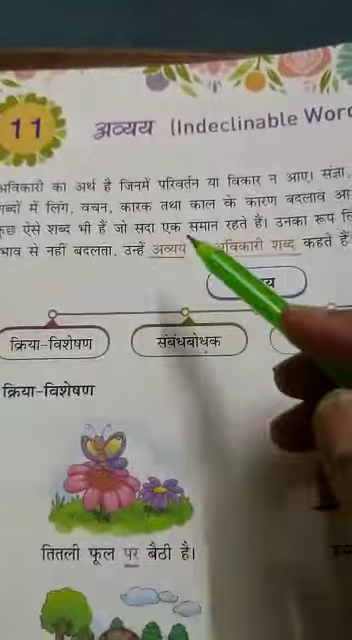 11
अव्यय (Indeclinable Wor
अविकारी का अर्थ है जिनमें परिवर्तन या विकार न आए। संज्ञा,
शब्दों में लिंग, वचन, कारक तथा काल के कारण बदलाव आ
कुछ ऐसे शब्द भी हैं जो सदा एक समान रहते हैं। उनका रूप
भाव से नहीं बदलता, उन्हें अव्यय अविकारी शब्द कहते हैं
क्रिया-विशेषण संबंधबोधक
क्रिया-विशेषण
तितली फूल पर बैठी है।